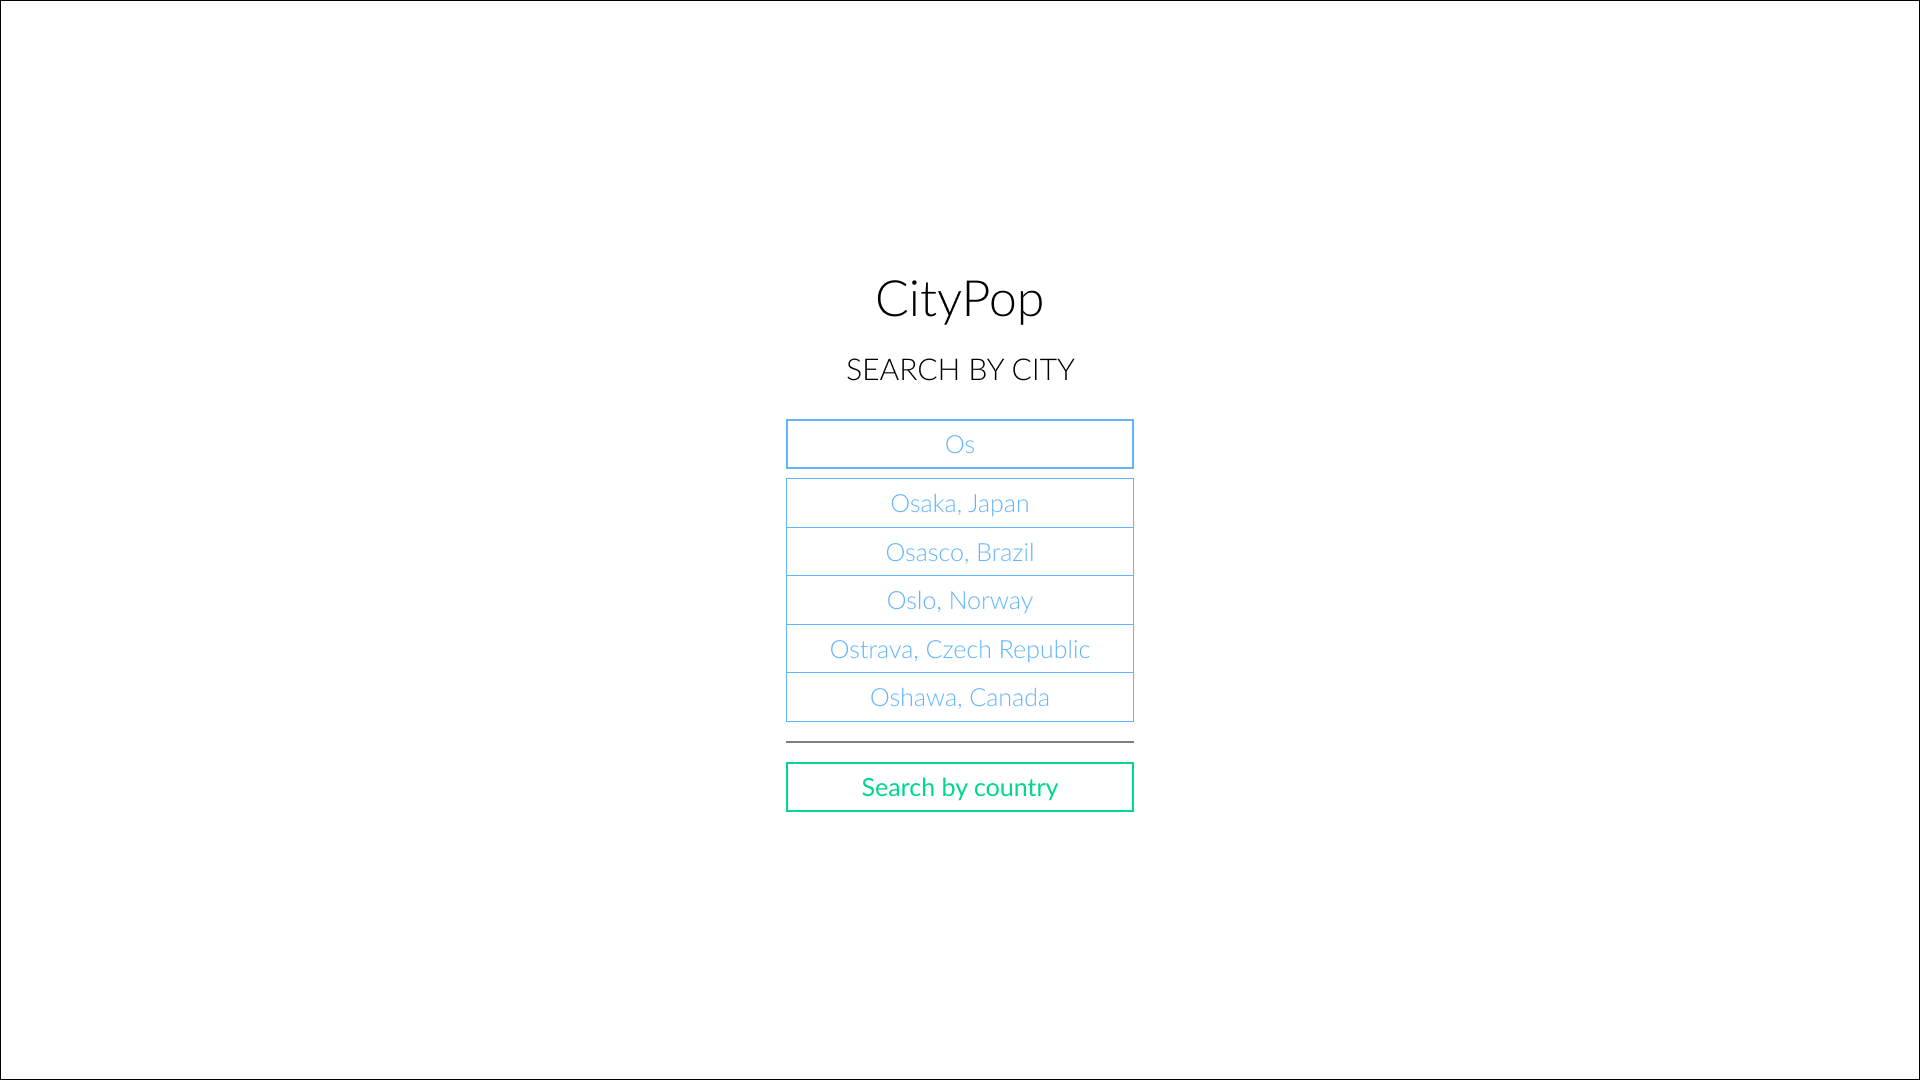 CityPop
SEARCH BY CITY
Os
Osaka, Japan
Osasco, Brazil
Oslo, Norway
Ostrava, Czech Republic
Oshawa, Canada
Search by country